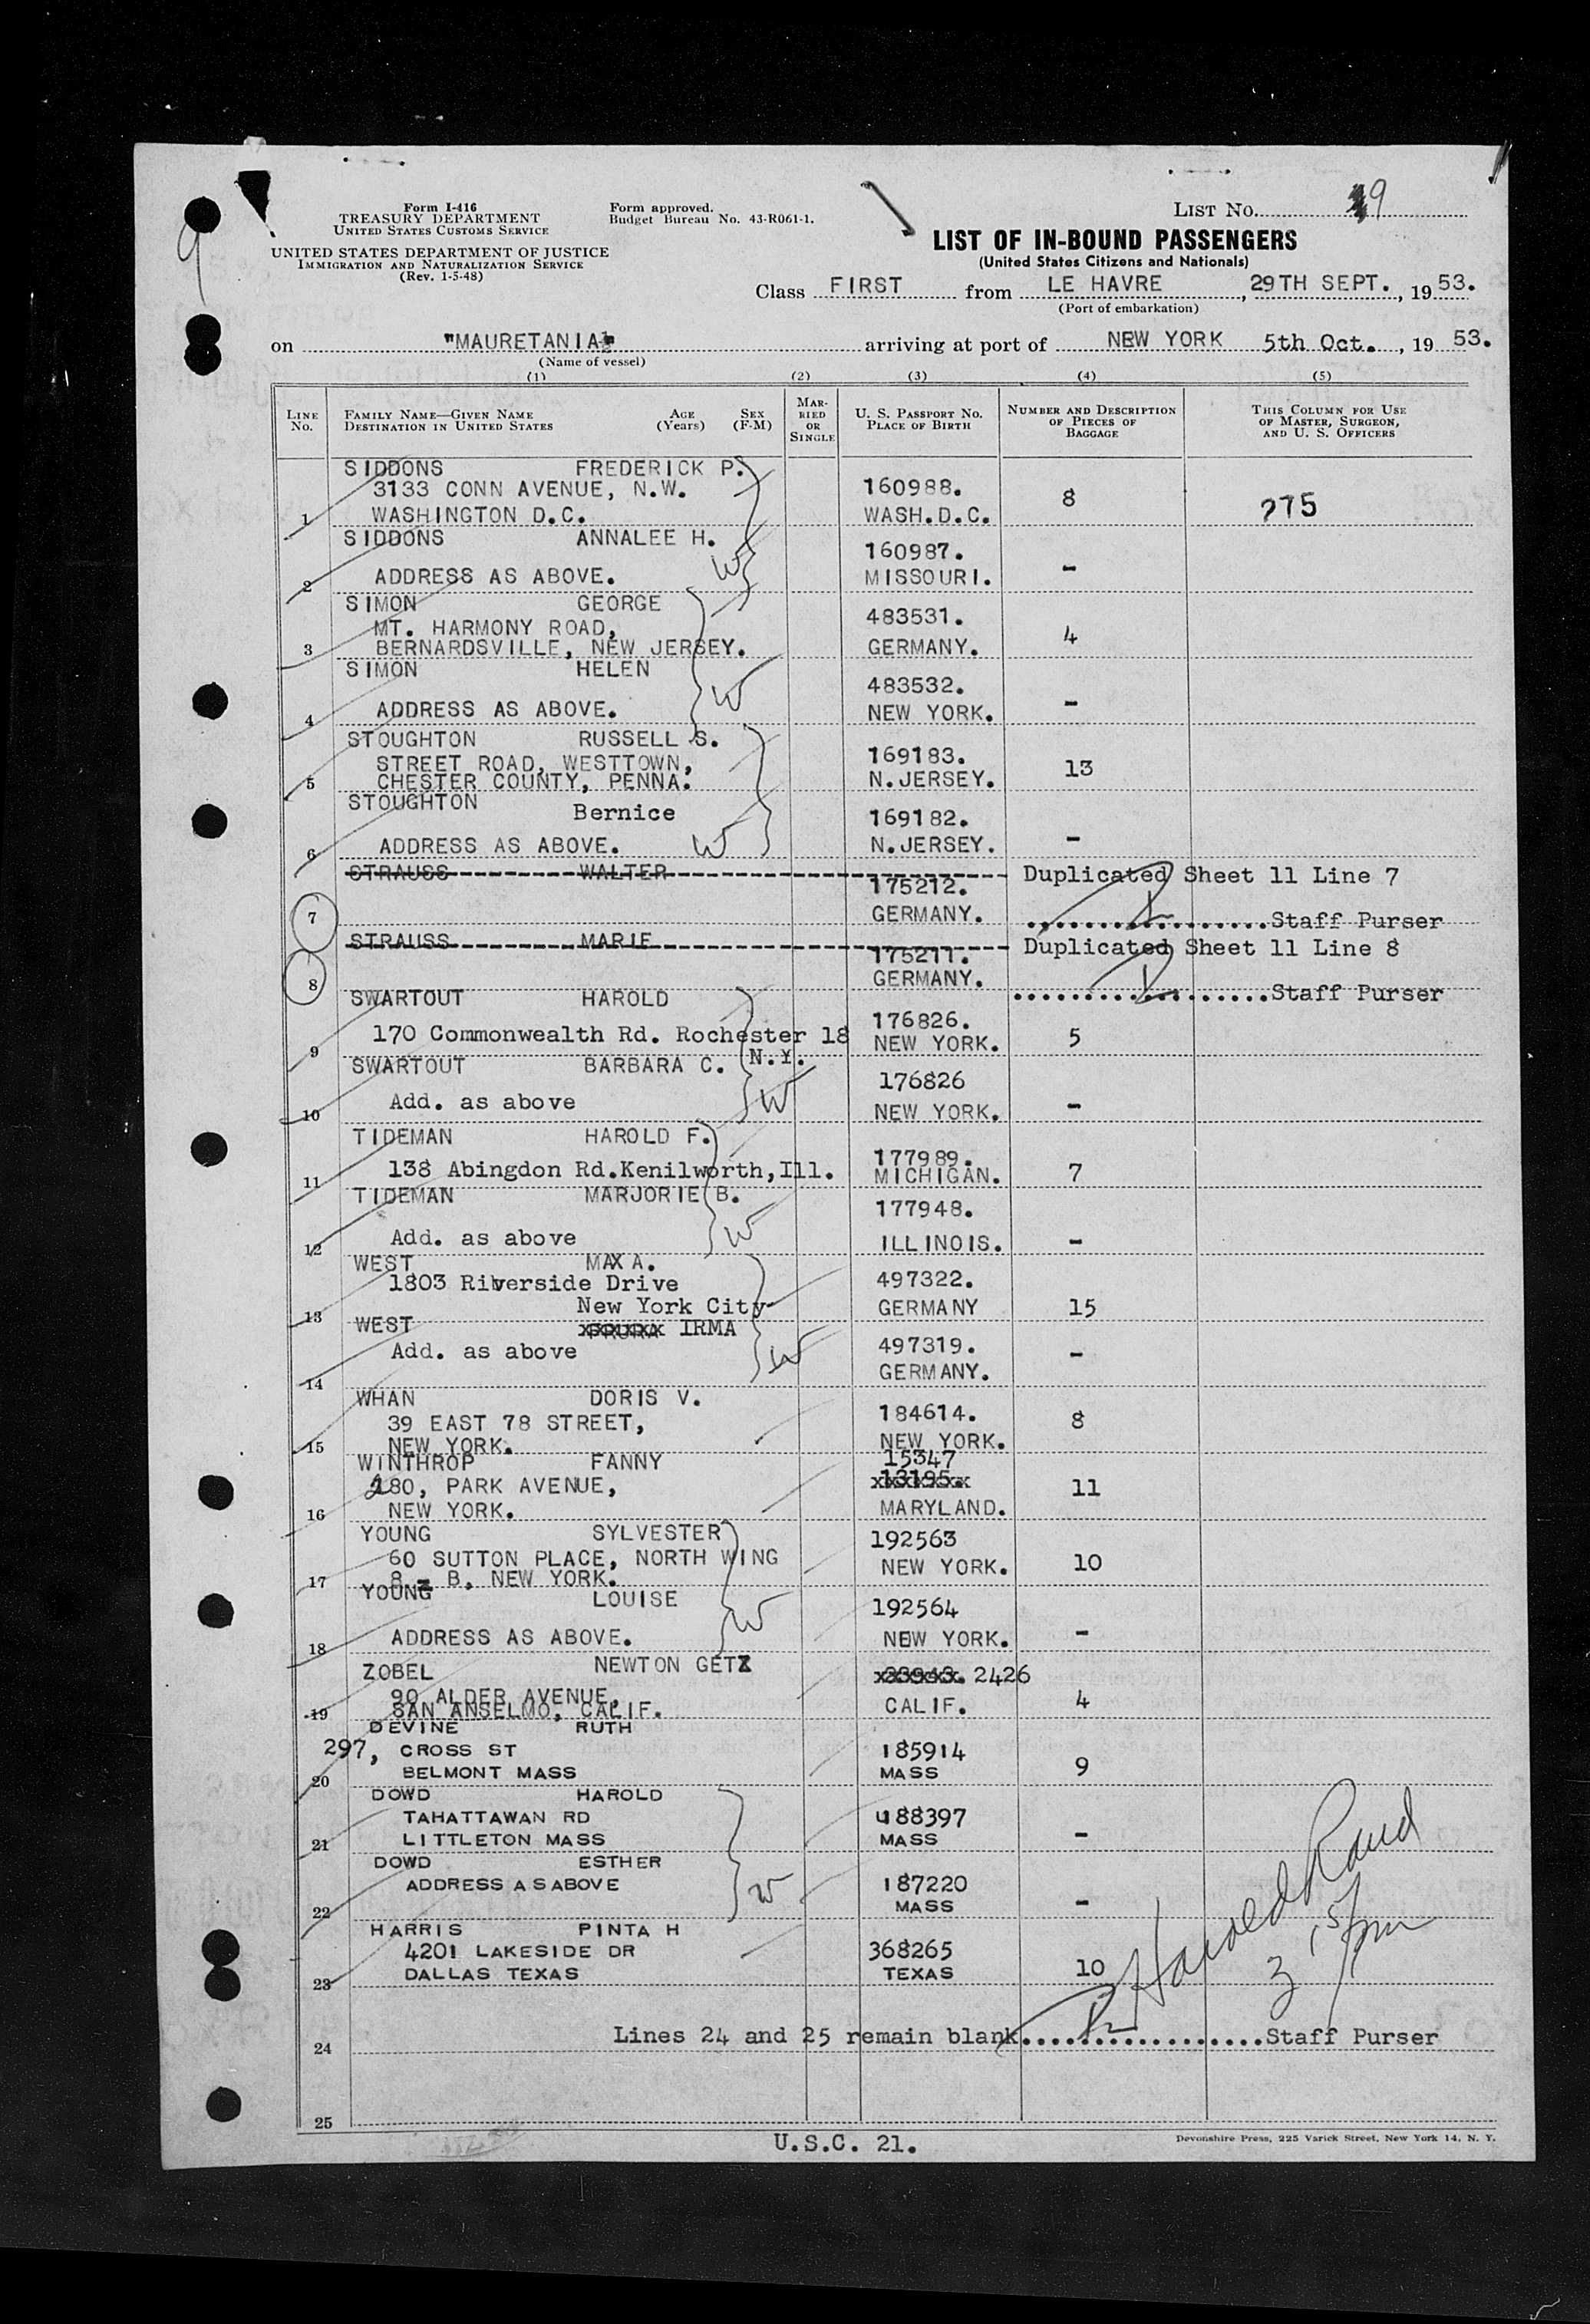 Form I-416
TREASURY DEPARTMENT
UNITED STATES CUSTOMS SERVICE
UNITED STATES DEPARTMENT OF JUSTICE
IMMIGRATION AND NATURALIZATION SERVICE
(Rev. 1-5-48)
Form approved.
Budget Bureau No. 43-R061-1.
LIST NO. 9
9
LIST OF IN-BOUND PASSENGERS
(United States Citizens and Nationals)
Class FIRST from LE HAVRE, 29TH SEPT., 1953.
(Port of embarkation)
on "MAURETANIA" arriving at port of NEW YORK 5th Oct., 1953.
(Name of vessel)
(1) (2) (3) (4) (5)
LINE No. FAMILY NAME—GIVEN NAME DESTINATION IN UNITED STATES AGE (Years) SEX (F-M) MARRIED OR SINGLE U. S. PASSPORT NO. PLACE OF BIRTH NUMBER AND DESCRIPTION OF PIECES OF BAGGAGE THIS COLUMN FOR USE OF MASTER, SURGEON, AND U. S. OFFICERS
SIDDONS FREDERICK P.
3133 CONN AVENUE, N.W. 160988. 8 275
1 WASHINGTON D.C. WASH.D.C.
SIDDONS ANNALEE H. 160987.
2 ADDRESS AS ABOVE. W MISSOURI. -
SIMON GEORGE 483531.
MT. HARMONY ROAD, 4
3 BERNARDSVILLE, NEW JERSEY. GERMANY.
SIMON HELEN 483532.
4 ADDRESS AS ABOVE. W NEW YORK. -
STOUGHTON RUSSELL S. 169183.
STREET ROAD, WESTTOWN, 13
5 CHESTER COUNTY, PENNA. N.JERSEY.
STOUGHTON Bernice 169182.
6 ADDRESS AS ABOVE. W N.JERSEY. -
STRAUSS WALTER 175212. Duplicated Sheet 11 Line 7
7 GERMANY. Staff Purser
STRAUSS MARIE 175211. Duplicated Sheet 11 Line 8
8 GERMANY. Staff Purser
SWARTOUT HAROLD 176826.
9 170 Commonwealth Rd. Rochester 18 N.Y. NEW YORK. 5
SWARTOUT BARBARA C. 176826
10 Add. as above W NEW YORK. -
TIDEMAN HAROLD F. 177989.
11 138 Abingdon Rd.Kenilworth,Ill. MICHIGAN. 7
TIDEMAN MARJORIE B. 177948.
12 Add. as above W ILLINOIS. -
WEST MAX A.
1803 Riverside Drive 497322.
13 New York City GERMANY 15
WEST IRMA 497319.
14 Add. as above W GERMANY. -
WHAN DORIS V. 184614.
39 EAST 78 STREET, 8
15 NEW YORK. NEW YORK.
WINTHROP FANNY 15347
280, PARK AVENUE, 13195. 11
16 NEW YORK. MARYLAND.
YOUNG SYLVESTER 192563
60 SUTTON PLACE, NORTH WING NEW YORK. 10
17 8 - B, NEW YORK.
YOUNG LOUISE 192564
18 ADDRESS AS ABOVE. W NEW YORK. -
ZOBEL NEWTON GETZ 2426
90 ALDER AVENUE,
19 SAN ANSELMO, CALIF. CALIF. 4
DEVINE RUTH
297, CROSS ST 185914
20 BELMONT MASS MASS 9
DOWD HAROLD
TAHATTAWAN RD 188397
21 LITTLETON MASS MASS -
DOWD ESTHER
ADDRESS AS ABOVE 187220
22 W MASS -
HARRIS PINTA H
4201 LAKESIDE DR 368265
23 DALLAS TEXAS TEXAS 10
Harold Rand
3 15 pm
24 Lines 24 and 25 remain blank Staff Purser
25
U.S.C. 21.
Devonshire Press, 225 Varick Street, New York 14, N. Y.